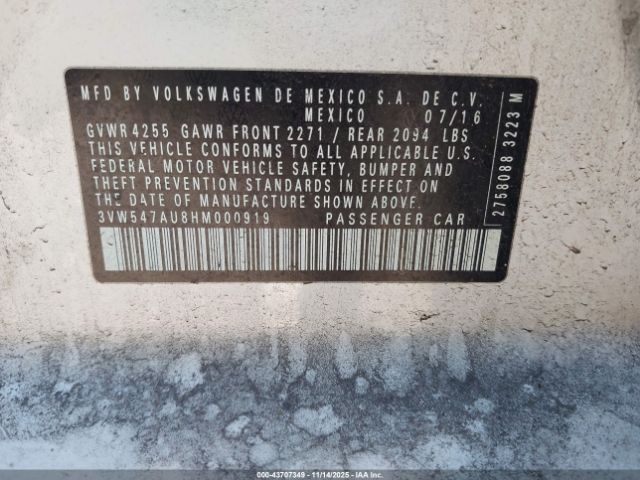 MFD BY VOLKSWAGEN DE MEXICO S.A. DE C.V.
MEXICO 07/16
GVWR 4255 GAWR FRONT 2271 / REAR 2094 LBS
THIS VEHICLE CONFORMS TO ALL APPLICABLE U.S.
FEDERAL MOTOR VEHICLE SAFETY, BUMPER AND
THEFT PREVENTION STANDARDS IN EFFECT ON
THE DATE OF MANUFACTURE SHOWN ABOVE.
3VW547AU8HM000919 PASSENGER CAR
2758088 3223 M
000-43707349 - 11/14/2025 - IAA, Inc.